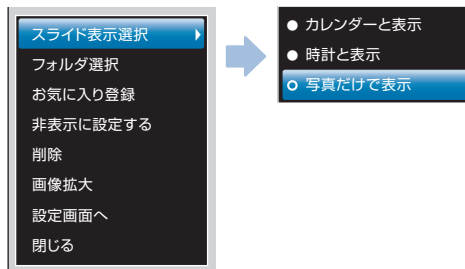 スライド表示選択
フォルダ選択
お気に入り登録
非表示に設定する
削除
画像拡大
設定画面へ
閉じる
カレンダーと表示
時計と表示
写真だけで表示